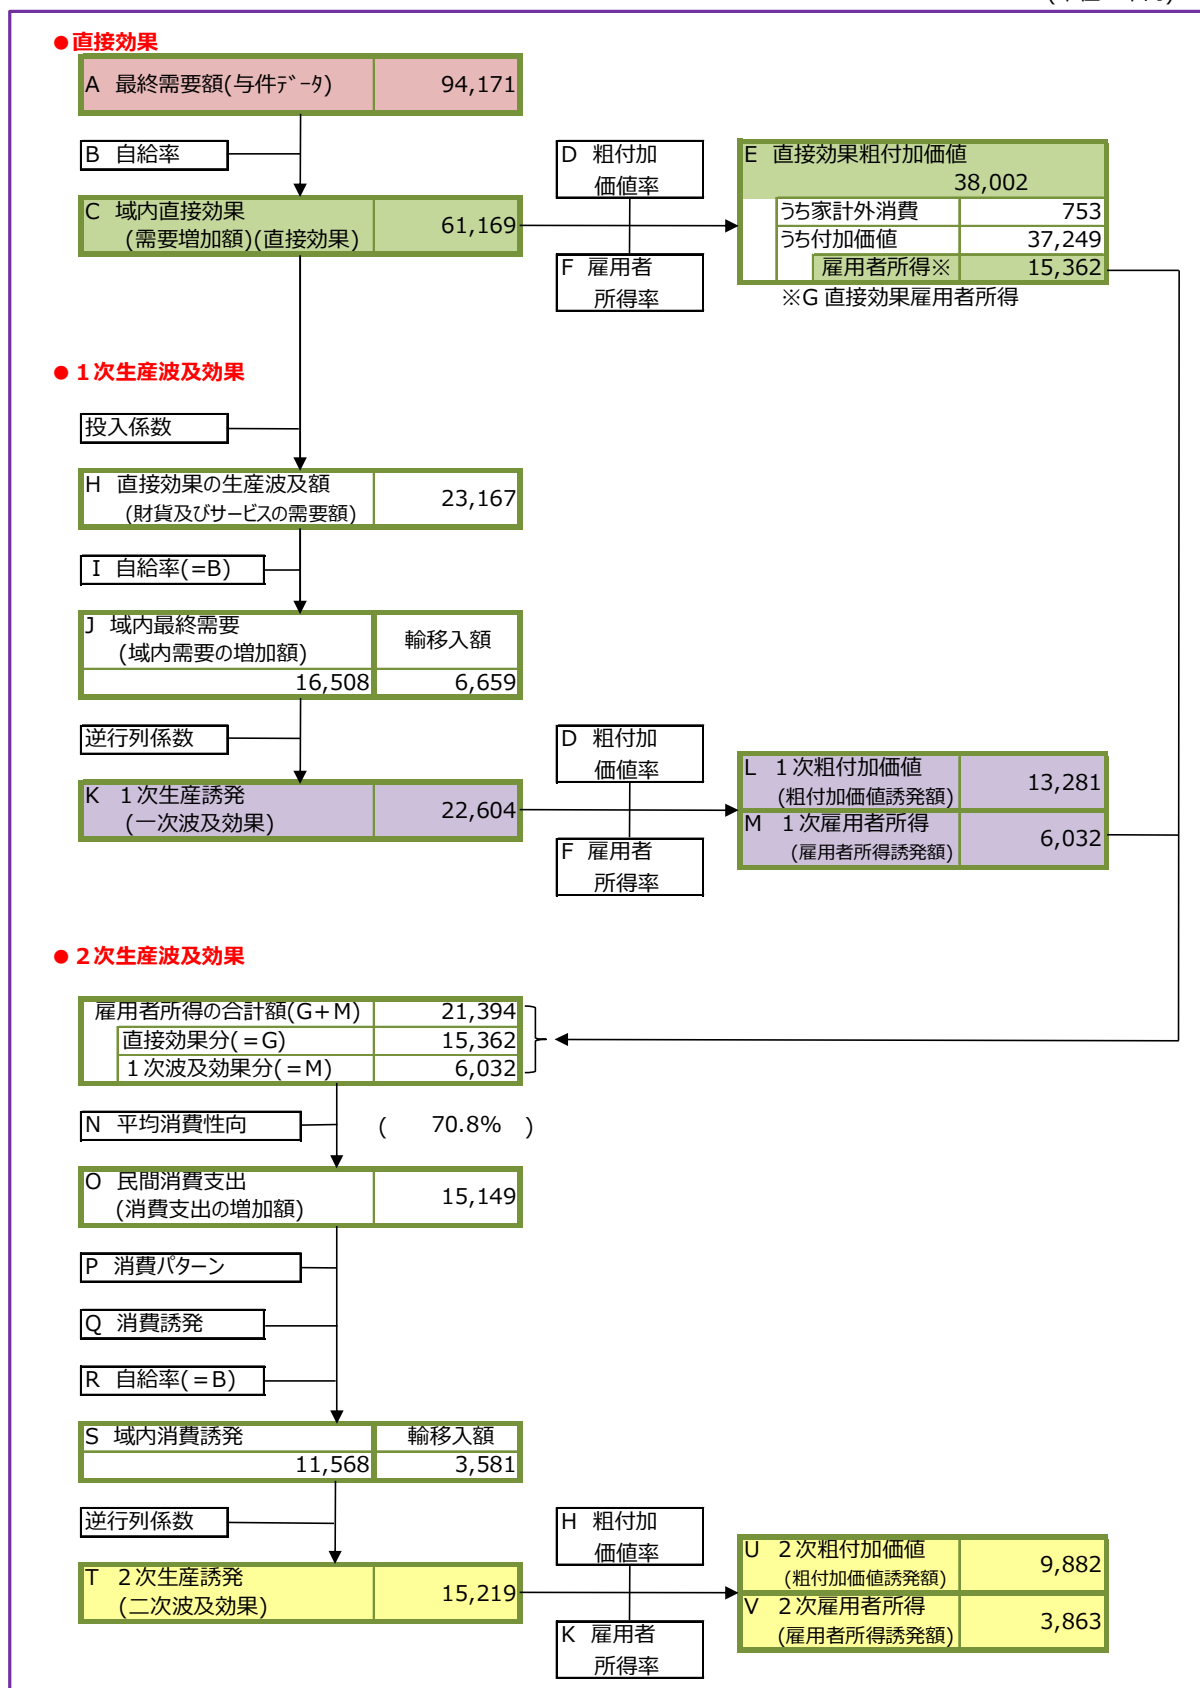 ●直接効果
A 最終需要額(与件ﾃﾞｰﾀ) 94,171
B 自給率
D 粗付加
価値率
E 直接効果粗付加価値
38,002
C 域内直接効果
(需要増加額)(直接効果)
61,169
うち家計外消費 753
うち付加価値 37,249
雇用者所得※ 15,362
F 雇用者
所得率
※G 直接効果雇用者所得
●１次生産波及効果
投入係数
H 直接効果の生産波及額
(財貨及びサービスの需要額)
23,167
I 自給率(=B)
J 域内最終需要
(域内需要の増加額)
輸移入額
16,508 6,659
逆行列係数
D 粗付加
価値率
K １次生産誘発
(一次波及効果)
22,604
L １次粗付加価値
(粗付加価値誘発額)
13,281
M １次雇用者所得
(雇用者所得誘発額)
6,032
F 雇用者
所得率
●２次生産波及効果
雇用者所得の合計額(G+M) 21,394
直接効果分(=G) 15,362
１次波及効果分(=M) 6,032
N 平均消費性向 ( 70.8% )
O 民間消費支出
(消費支出の増加額)
15,149
P 消費パターン
Q 消費誘発
R 自給率(=B)
S 域内消費誘発 輸移入額
11,568 3,581
逆行列係数
H 粗付加
価値率
T ２次生産誘発
(二次波及効果)
15,219
U ２次粗付加価値
(粗付加価値誘発額)
9,882
V ２次雇用者所得
(雇用者所得誘発額)
3,863
K 雇用者
所得率